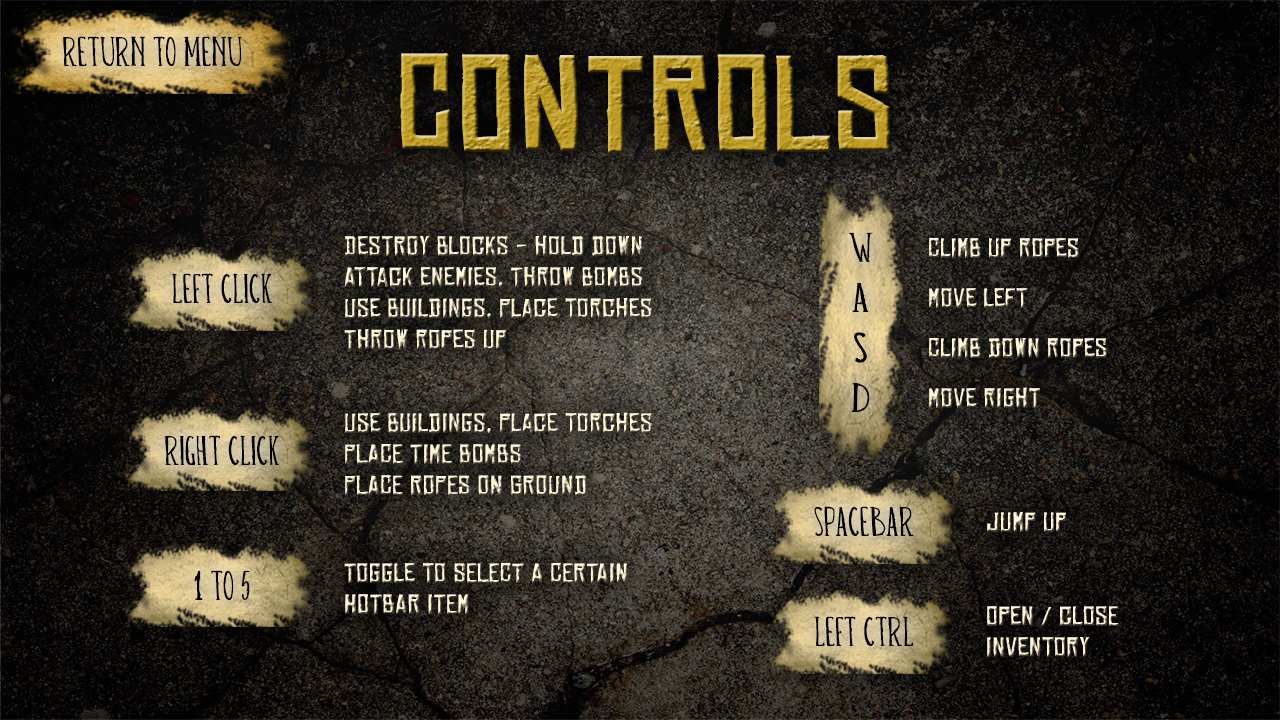 RETURN TO MENU
CONTROLS
LEFT CLICK
DESTROY BLOCKS - HOLD DOWN
ATTACK ENEMIES, THROW BOMBS
USE BUILDINGS, PLACE TORCHES
THROW ROPES UP
RIGHT CLICK
USE BUILDINGS, PLACE TORCHES
PLACE TIME BOMBS
PLACE ROPES ON GROUND
1 TO 5
TOGGLE TO SELECT A CERTAIN
HOTBAR ITEM
W CLIMB UP ROPES
A MOVE LEFT
S CLIMB DOWN ROPES
D MOVE RIGHT
SPACEBAR
JUMP UP
LEFT CTRL
OPEN / CLOSE
INVENTORY